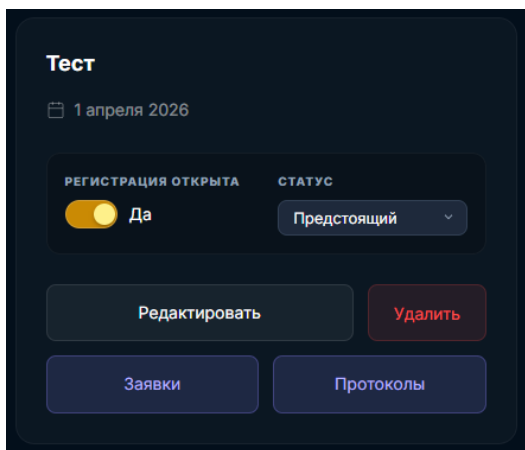 Тест
1 апреля 2026
РЕГИСТРАЦИЯ ОТКРЫТА СТАТУС
Да Предстоящий
Редактировать Удалить
Заявки Протоколы